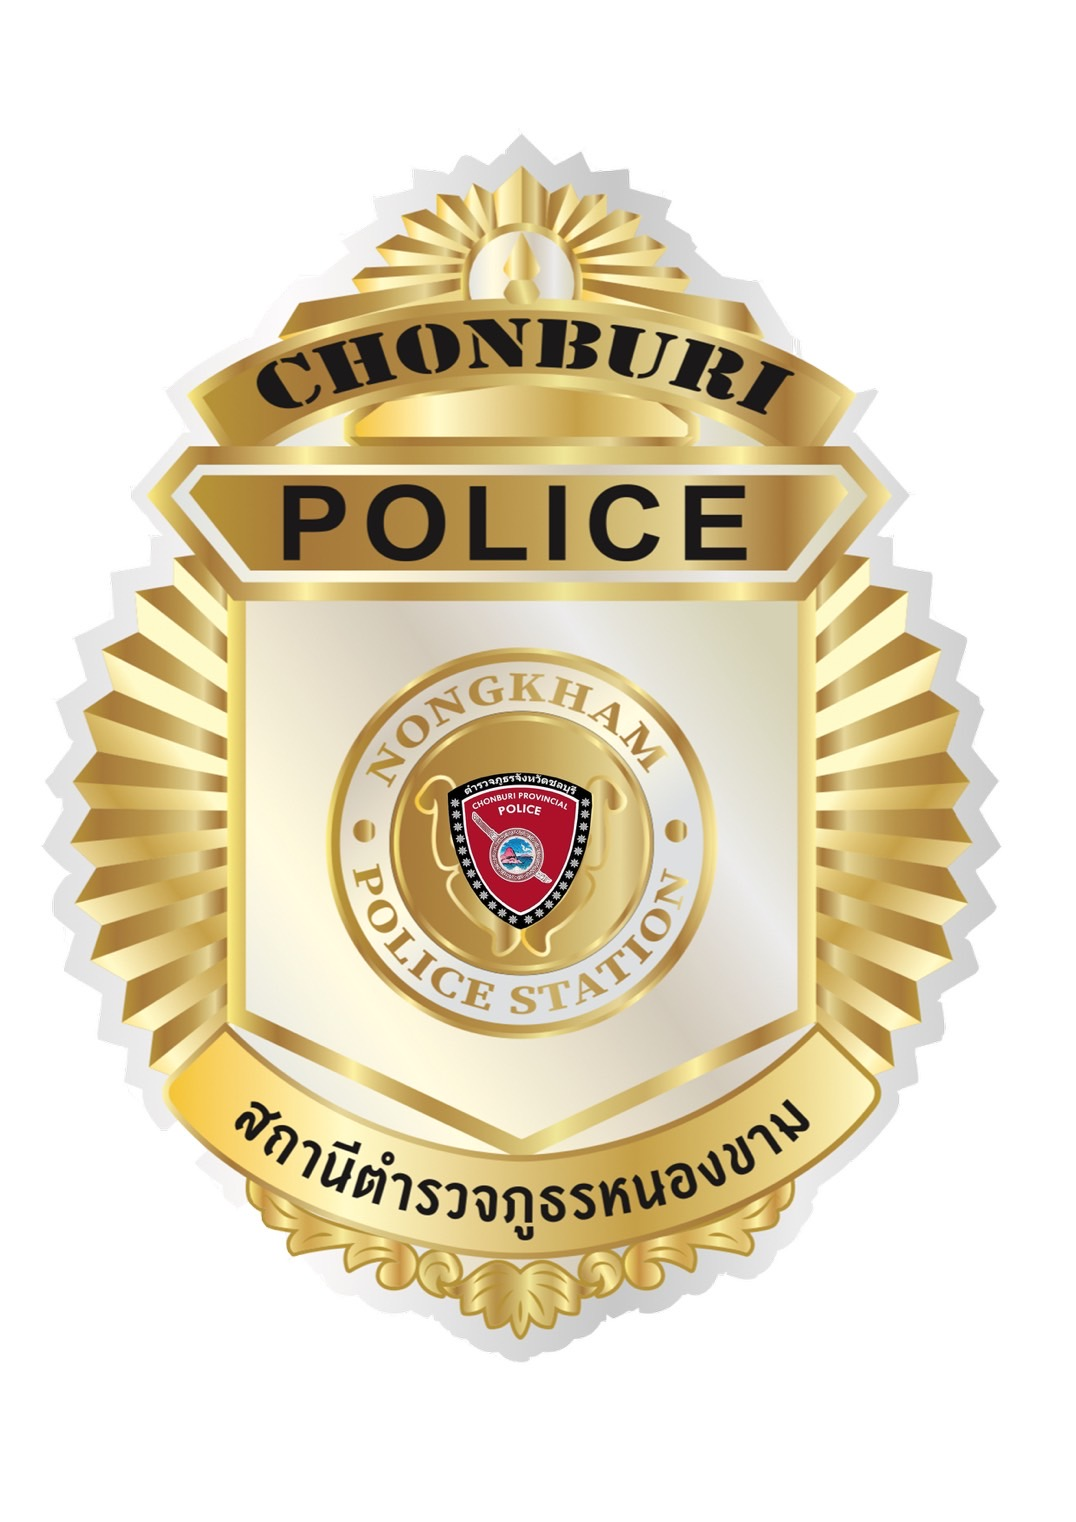 CHONBURI
POLICE
NONGKHAM
ตำรวจภูธรจังหวัดชลบุรี
CHONBURI PROVINCIAL
POLICE
POLICE STATION
สถานีตำรวจภูธรหนองขาม